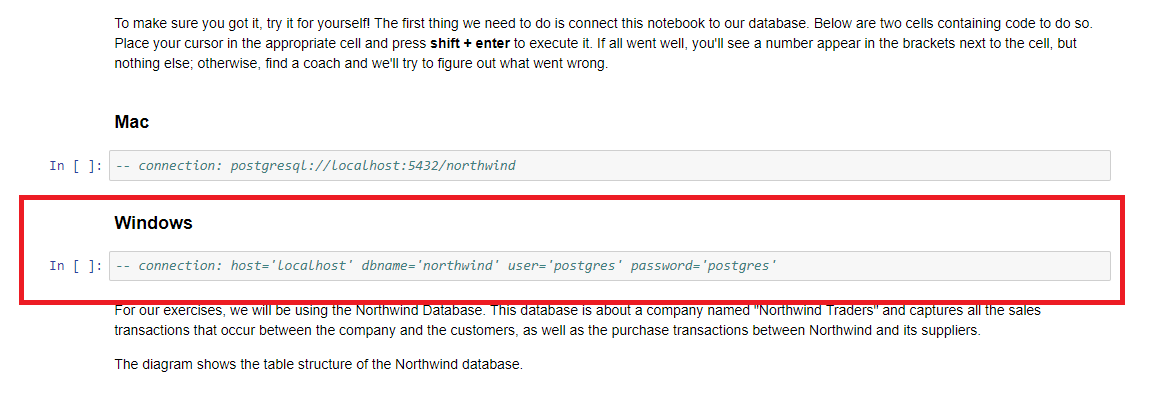 To make sure you got it, try it for yourself! The first thing we need to do is connect this notebook to our database. Below are two cells containing code to do so.
Place your cursor in the appropriate cell and press shift + enter to execute it. If all went well, you'll see a number appear in the brackets next to the cell, but
nothing else; otherwise, find a coach and we'll try to figure out what went wrong.
Mac
In [ ]: -- connection: postgresql://localhost:5432/northwind
Windows
In [ ]: -- connection: host='localhost' dbname='northwind' user='postgres' password='postgres'
For our exercises, we will be using the Northwind Database. This database is about a company named "Northwind Traders" and captures all the sales
transactions that occur between the company and the customers, as well as the purchase transactions between Northwind and its suppliers.
The diagram shows the table structure of the Northwind database.